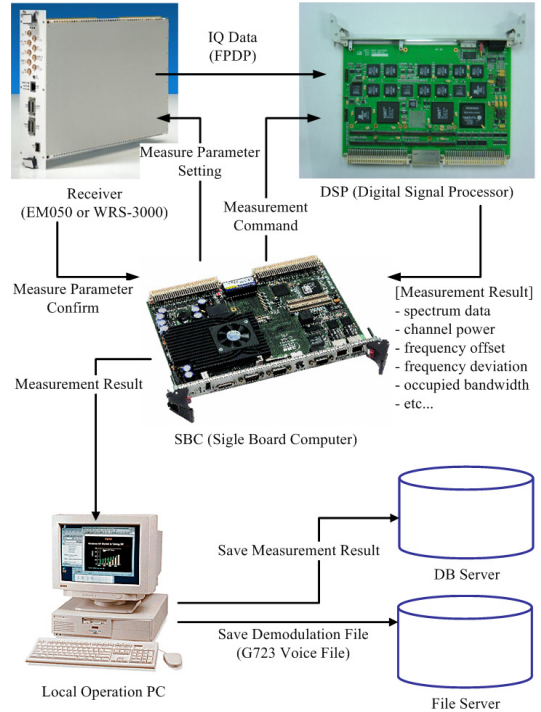 IQ Data
(FPDP)
Measure Parameter
Setting
Receiver
(EM050 or WRS-3000)
DSP (Digital Signal Processor)
Measurement
Command
Measure Parameter
Confirm
[Measurement Result]
- spectrum data
- channel power
- frequency offset
- frequency deviation
- occupied bandwidth
- etc...
Measurement Result
SBC (Sigle Board Computer)
Save Measurement Result
DB Server
Save Demodulation File
(G723 Voice File)
Local Operation PC
File Server